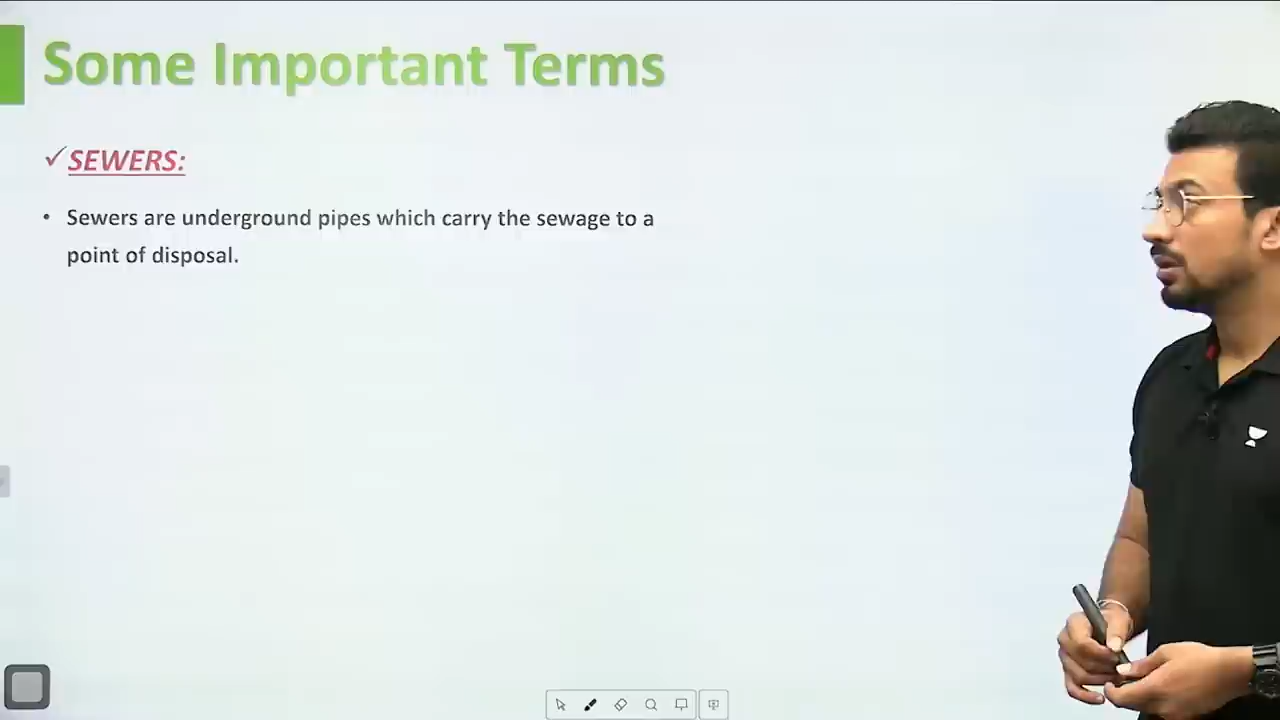 Some Important Terms
✓SEWERS:
• Sewers are underground pipes which carry the sewage to a
point of disposal.